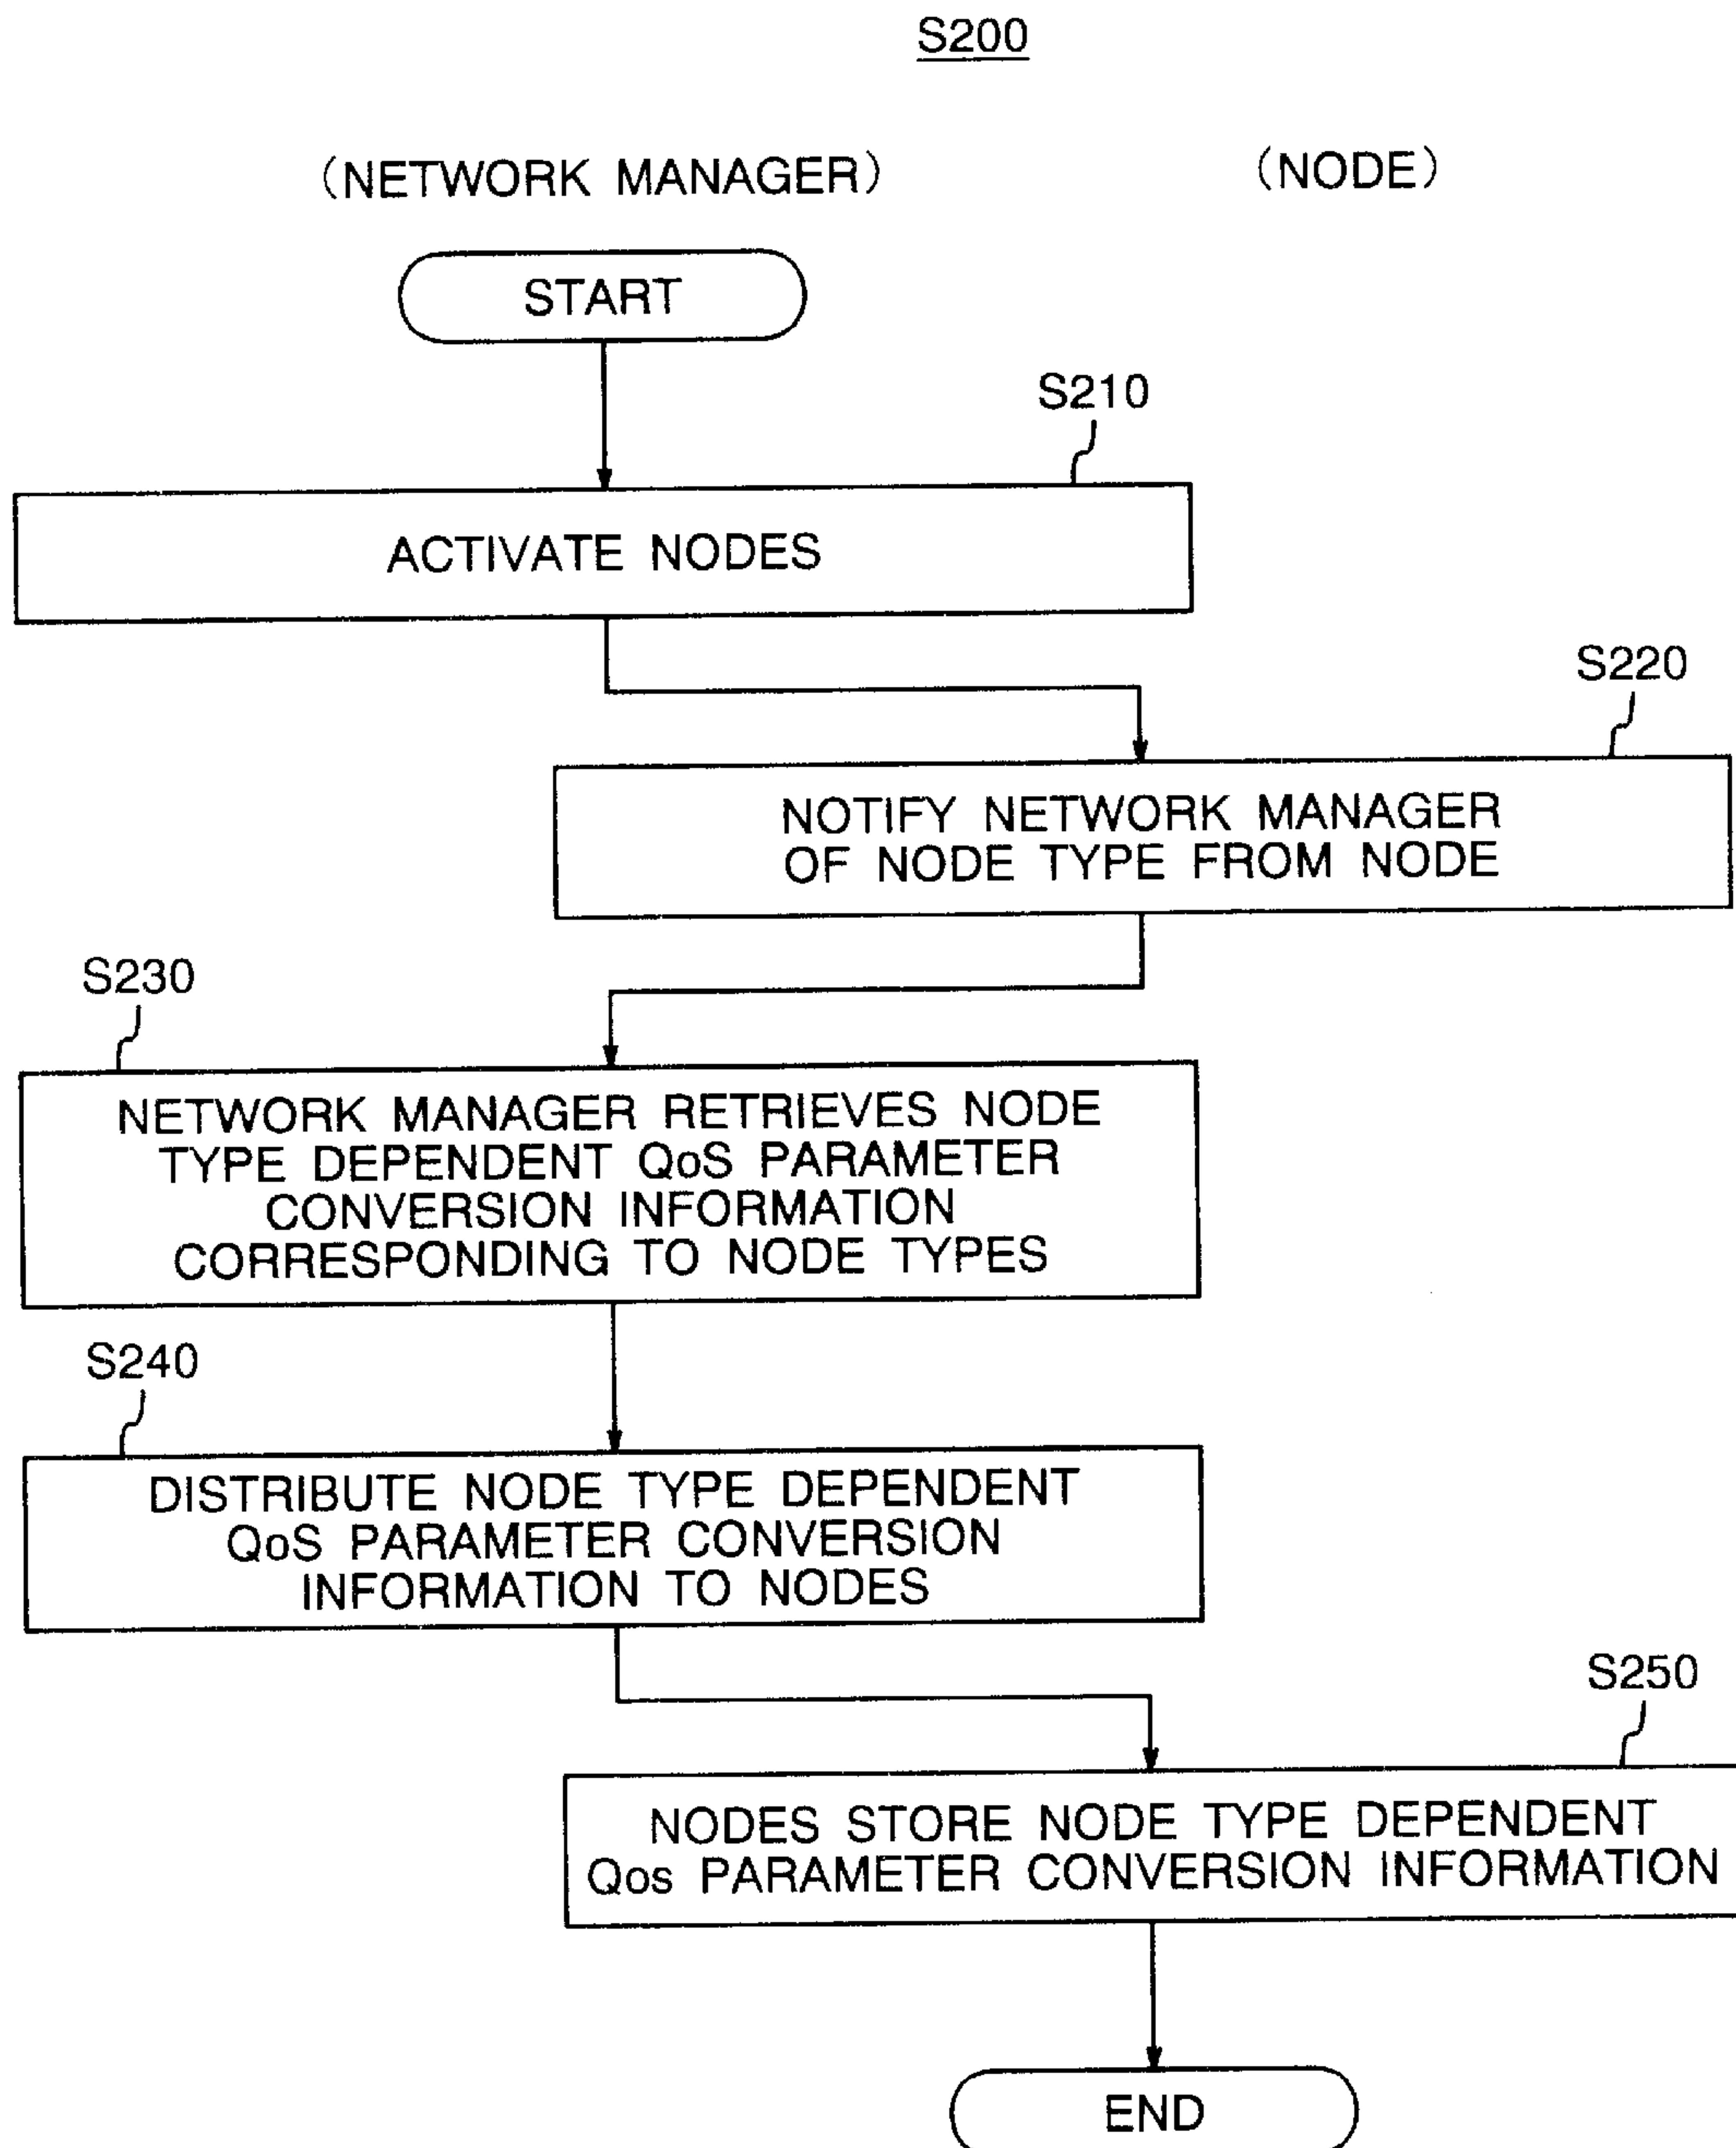 S200
(NETWORK MANAGER)
(NODE)
START
S210
ACTIVATE NODES
S220
NOTIFY NETWORK MANAGER
OF NODE TYPE FROM NODE
S230
NETWORK MANAGER RETRIEVES NODE
TYPE DEPENDENT QoS PARAMETER
CONVERSION INFORMATION
CORRESPONDING TO NODE TYPES
S240
DISTRIBUTE NODE TYPE DEPENDENT
QoS PARAMETER CONVERSION
INFORMATION TO NODES
S250
NODES STORE NODE TYPE DEPENDENT
Qos PARAMETER CONVERSION INFORMATION
END